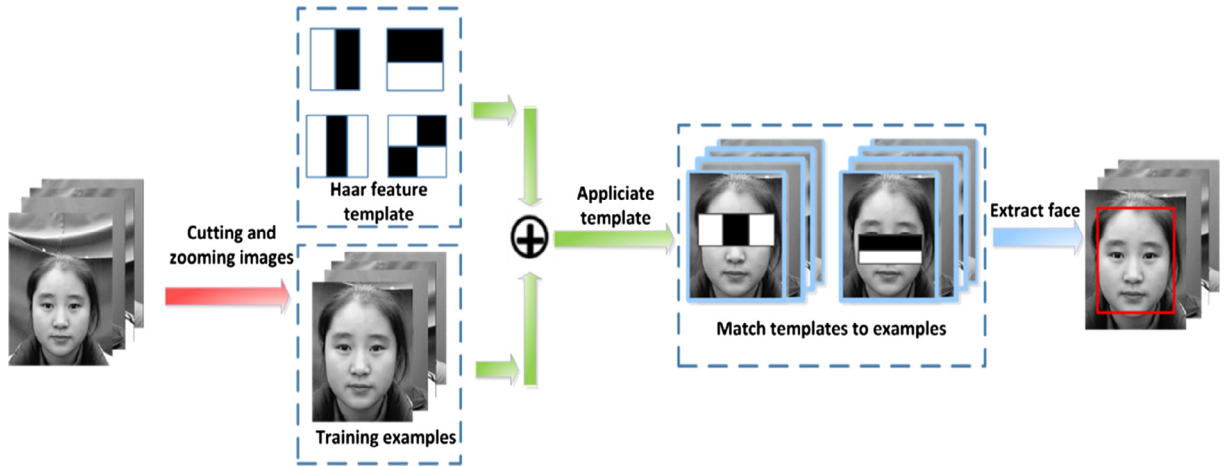 Haar feature
template
Cutting and
zooming images
Training examples
Appliciate
template
Match templates to examples
Extract face